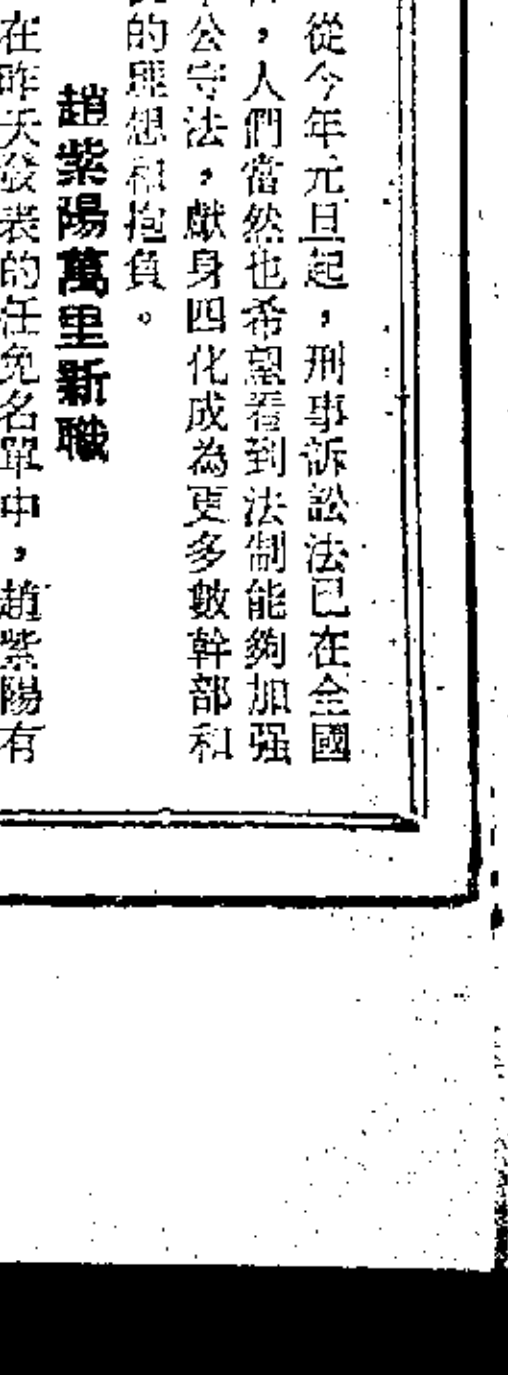 從今年元旦起，刑事訴訟法已在全國
，人們當然也希望看到法制能夠加强
公守法，獻身四化成為更多數幹部和
的理想和抱負。
趙紫陽萬里新職
在昨天發表的任免名單中，趙紫陽有